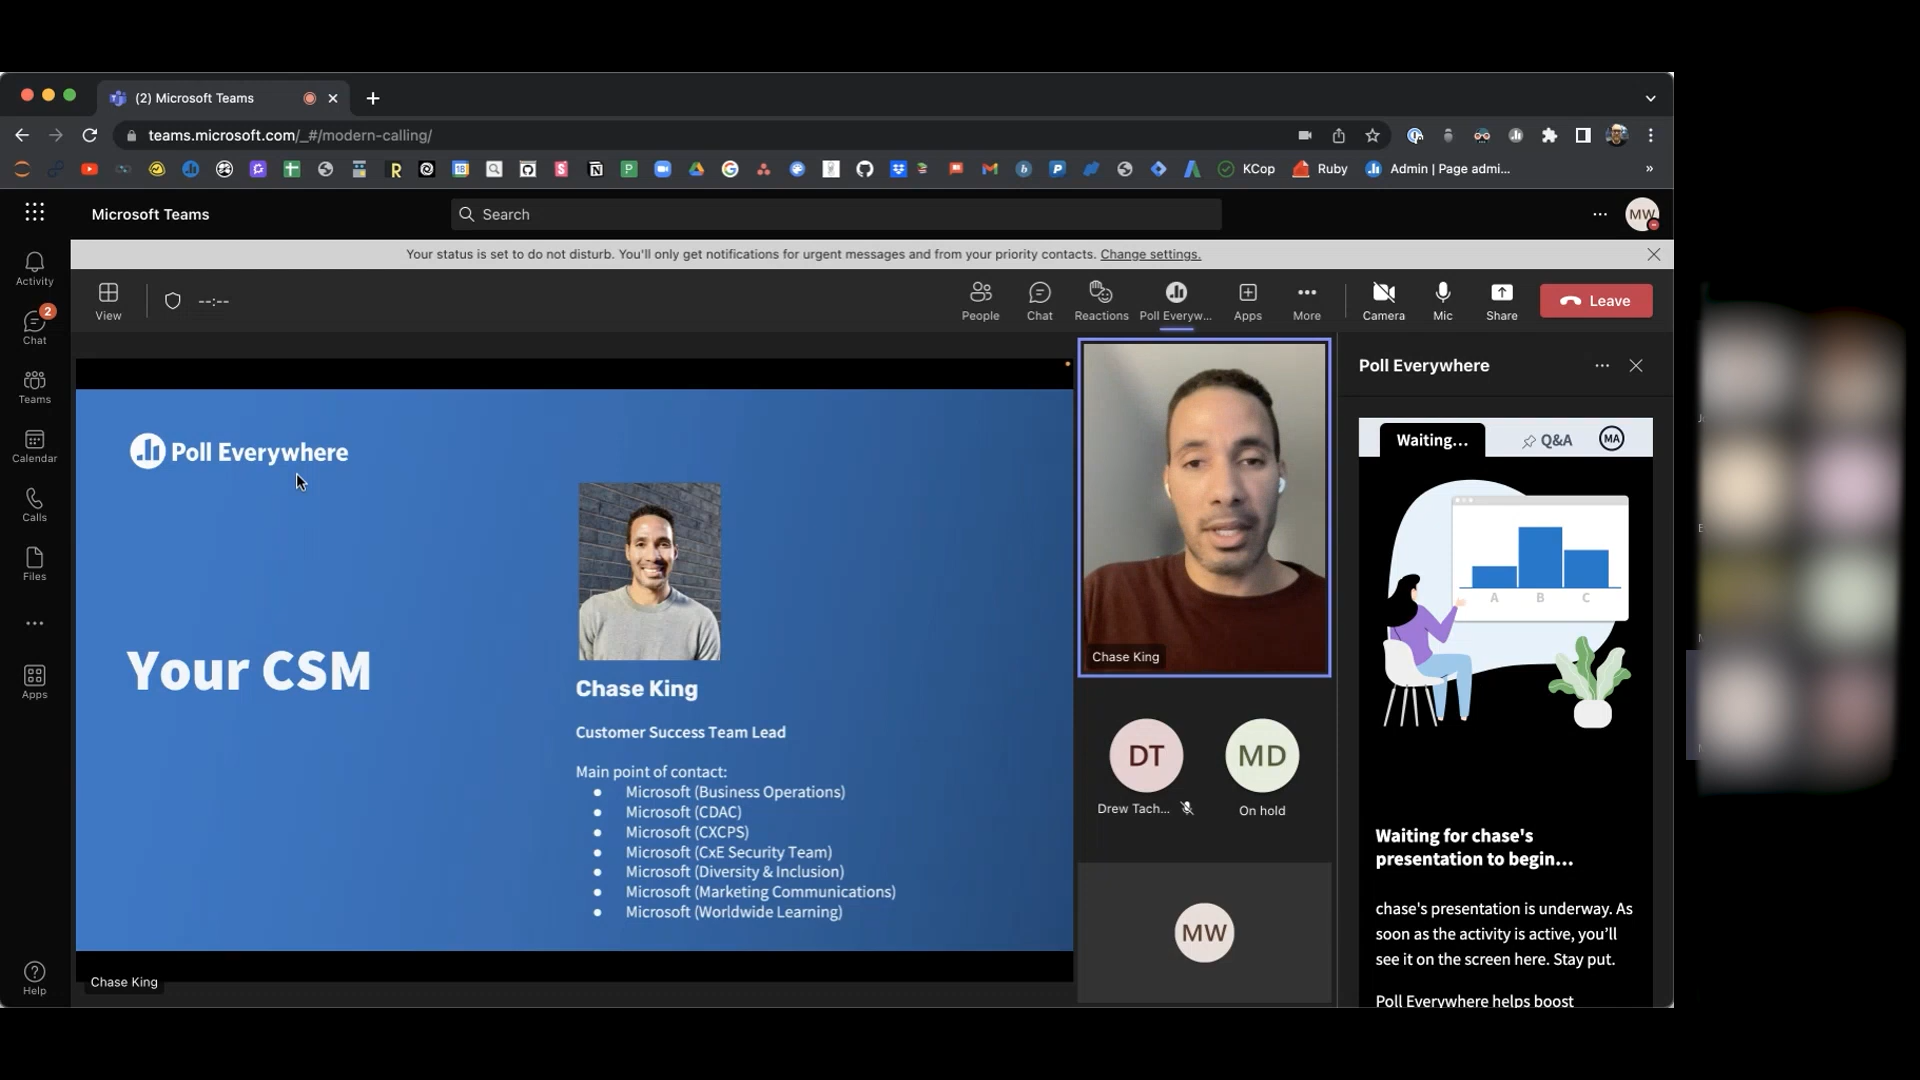 (2) Microsoft Teams
teams.microsoft.com/_#/modern-calling/
KCop
Ruby
Admin | Page admi...
»
Microsoft Teams
Search
MW
Your status is set to do not disturb. You'll only get notifications for urgent messages and from your priority contacts. Change settings.
Activity
2
Chat
Teams
Calendar
Calls
Files
Apps
Help
View
--:--
People
Chat
Reactions
Poll Everyw...
Apps
More
Camera
Mic
Share
Leave
Poll Everywhere
Your CSM
Chase King
Customer Success Team Lead
Main point of contact:
● Microsoft (Business Operations)
● Microsoft (CDAC)
● Microsoft (CXCPS)
● Microsoft (CxE Security Team)
● Microsoft (Diversity & Inclusion)
● Microsoft (Marketing Communications)
● Microsoft (Worldwide Learning)
Chase King
Chase King
DT
Drew Tach...
MD
On hold
MW
Poll Everywhere
Waiting...
Q&A
MA
A B C
Waiting for chase's
presentation to begin...
chase's presentation is underway. As
soon as the activity is active, you'll
see it on the screen here. Stay put.
Poll Everywhere helps boost